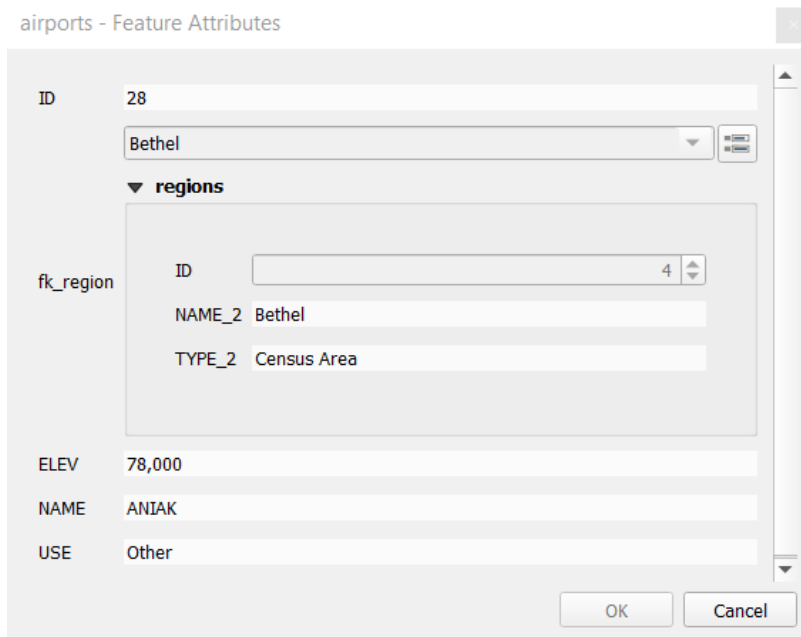 airports - Feature Attributes
ID 28
Bethel
regions
fk_region
ID 4
NAME_2 Bethel
TYPE_2 Census Area
ELEV 78,000
NAME ANIAK
USE Other
OK Cancel